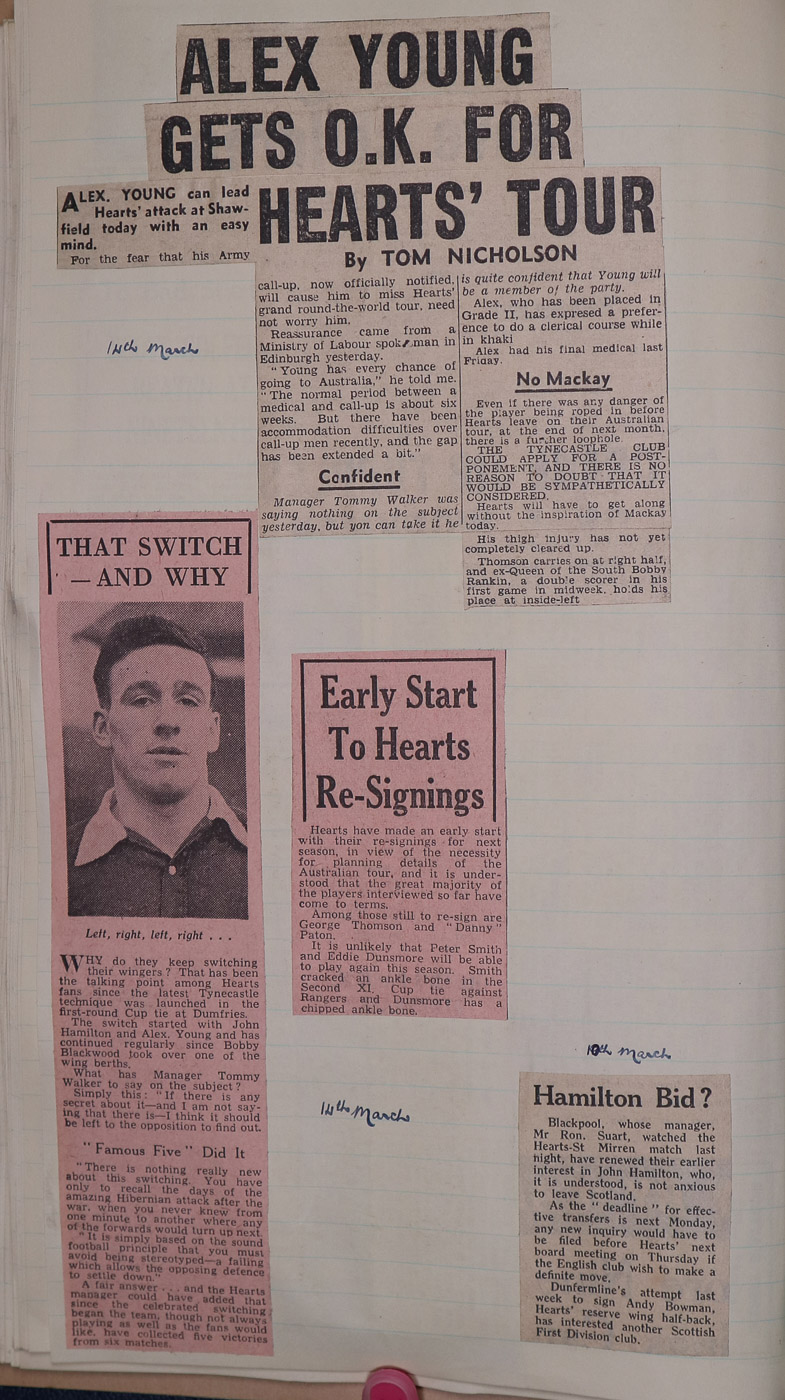 ALEX YOUNG
GETS O.K. FOR
HEARTS' TOUR
By TOM NICHOLSON
ALEX. YOUNG can lead
Hearts' attack at Shaw-
field today with an easy
mind.
For the fear that his Army
call-up, now officially notified,
will cause him to miss Hearts'
grand round-the-world tour, need
not worry him.
Reassurance came from a
Ministry of Labour spokesman in
Edinburgh yesterday.
"Young has every chance of
going to Australia," he told me.
"The normal period between a
medical and call-up is about six
weeks. But there have been
accommodation difficulties over
call-up men recently, and the gap
has been extended a bit."
Confident
Manager Tommy Walker was
saying nothing on the subject
yesterday, but yon can take it he
is quite confident that Young will
be a member of the party.
Alex, who has been placed in
Grade II, has expresed a prefer-
ence to do a clerical course while
in khaki
Alex had his final medical last
Friday.
No Mackay
Even if there was any danger of
the player being roped in before
Hearts leave on their Australian
tour, at the end of next month,
there is a further loophole.
THE TYNECASTLE CLUB
COULD APPLY FOR A POST-
PONEMENT, AND THERE IS NO
REASON TO DOUBT THAT IT
WOULD BE SYMPATHETICALLY
CONSIDERED.
Hearts will have to get along
without the inspiration of Mackay
today.
His thigh injury has not yet
completely cleared up.
Thomson carries on at right half,
and ex-Queen of the South Bobby
Rankin, a double scorer in his
first game in midweek, holds his
place at inside-left
14th March
THAT SWITCH
—AND WHY
Left, right, left, right . . .
WHY do they keep switching
their wingers? That has been
the talking point among Hearts
fans since the latest Tynecastle
technique was launched in the
first-round Cup tie at Dumfries.
The switch started with John
Hamilton and Alex. Young and has
continued regularly since Bobby
Blackwood took over one of the
wing berths.
What has Manager Tommy
Walker to say on the subject?
Simply this: "If there is any
secret about it—and I am not say-
ing that there is—I think it should
be left to the opposition to find out.
"Famous Five" Did It
"There is nothing really new
about this switching. You have
only to recall the days of the
amazing Hibernian attack after the
war, when you never knew from
one minute to another where any
of the forwards would turn up next.
"It is simply based on the sound
football principle that you must
avoid being stereotyped—a failing
which allows the opposing defence
to settle down."
A fair answer . . . and the Hearts
manager could have added that
since the celebrated switching
began the team, though not always
playing as well as the fans would
like, have collected five victories
from six matches.
Early Start
To Hearts
Re-Signings
Hearts have made an early start
with their re-signings for next
season, in view of the necessity
for planning details of the
Australian tour, and it is under-
stood that the great majority of
the players interviewed so far have
come to terms.
Among those still to re-sign are
George Thomson and "Danny"
Paton.
It is unlikely that Peter Smith
and Eddie Dunsmore will be able
to play again this season. Smith
cracked an ankle bone in the
Second XI. Cup tie against
Rangers and Dunsmore has a
chipped ankle bone.
14th March
10th March
Hamilton Bid?
Blackpool, whose manager,
Mr Ron. Suart, watched the
Hearts-St Mirren match last
night, have renewed their earlier
interest in John Hamilton, who,
it is understood, is not anxious
to leave Scotland.
As the "deadline" for effec-
tive transfers is next Monday,
any new inquiry would have to
be filed before Hearts' next
board meeting on Thursday if
the English club wish to make a
definite move.
Dunfermline's attempt last
week to sign Andy Bowman,
Hearts' reserve wing half-back,
has interested another Scottish
First Division club.